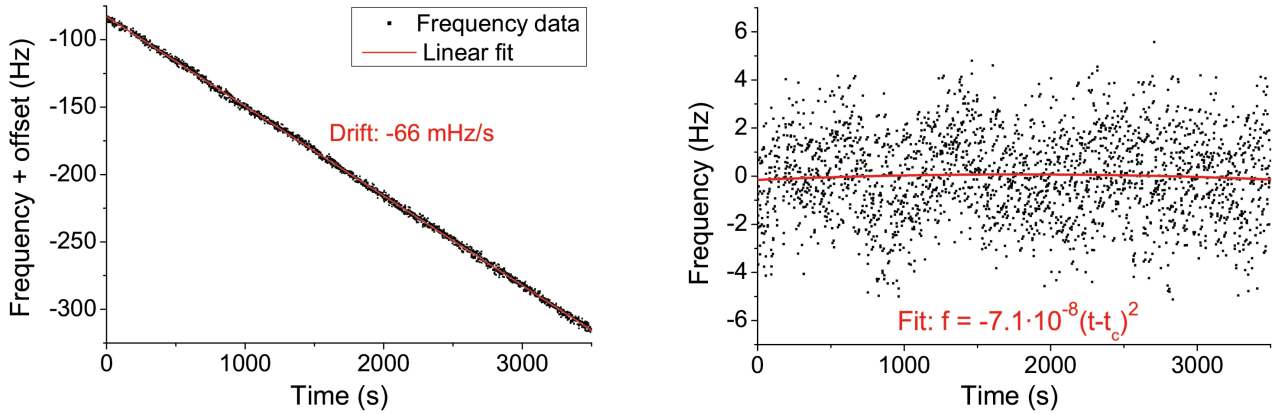 Frequency + offset (Hz)
-100
-150
-200
-250
-300
Frequency data
Linear fit
Drift: -66 mHz/s
0
1000
2000
3000
Time (s)
Frequency (Hz)
6
4
2
0
-2
-4
-6
Fit: f = -7.1·10⁻⁸(t-t꜀)²
0
1000
2000
3000
Time (s)